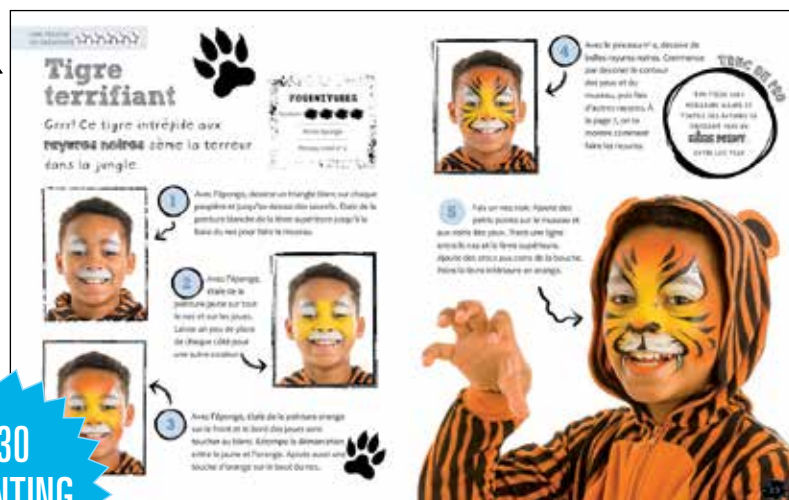 Tigre
terrifiant
Grrr! Ce tigre intrépide aux
rayures noires sème la terreur
dans la jungle.
FOURNITURES
1
Avec l'éponge, dessine un triangle blanc sur chaque
paupière et jusqu'au-dessus des sourcils. Étale de la
peinture blanche de la lèvre supérieure jusqu'à la
base du nez pour faire le museau.
2
Avec l'éponge,
étale de la
peinture jaune sur tout
le nez et sur les joues.
Laisse un peu de place
de chaque côté pour
une autre couleur.
3
Avec l'éponge, étale de la peinture orange
sur le front et le bord des joues sans
toucher au blanc. Estompe la démarcation
entre le jaune et l'orange. Ajoute aussi une
touche d'orange sur le bout du nez.
4
Avec le pinceau n° 2, dessine de
belles rayures noires. Commence
par dessiner le contour
des yeux et du
museau, puis fais
d'autres rayures. À
la page 7, on te
montre comment
faire les rayures.
TRUC DE PRO
5
Fais un nez noir. Ajoute des
petits points sur le museau et
aux coins des yeux. Trace une ligne
entre le nez et la lèvre supérieure.
Ajoute des crocs aux coins de la bouche.
Peins la lèvre inférieure en orange.
30
NTING